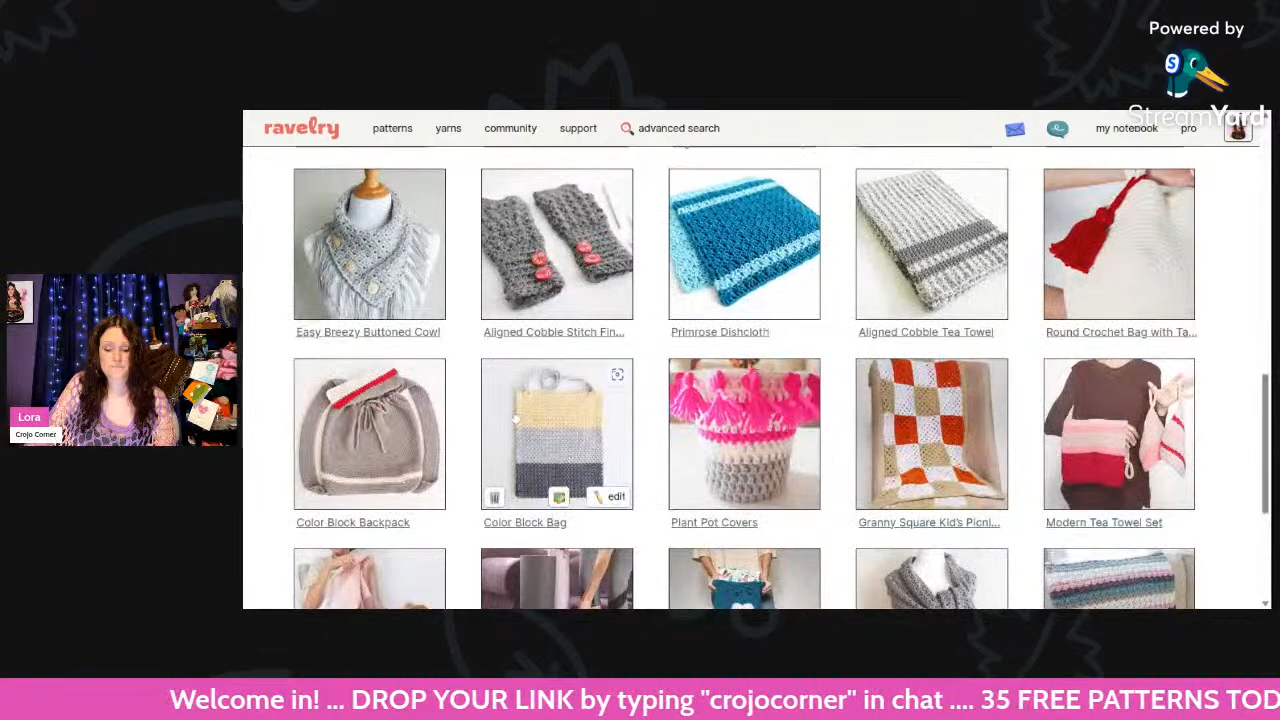 Powered by
StreamYard
ravelry patterns yarns community support advanced search my notebook pro
Easy Breezy Buttoned Cowl
Aligned Cobble Stitch Fin...
Primrose Dishcloth
Aligned Cobble Tea Towel
Round Crochet Bag with Ta...
edit
Color Block Backpack
Color Block Bag
Plant Pot Covers
Granny Square Kid's Picni...
Modern Tea Towel Set
Lora
Crojo Corner
Welcome in! ... DROP YOUR LINK by typing "crojocorner" in chat .... 35 FREE PATTERNS TOD